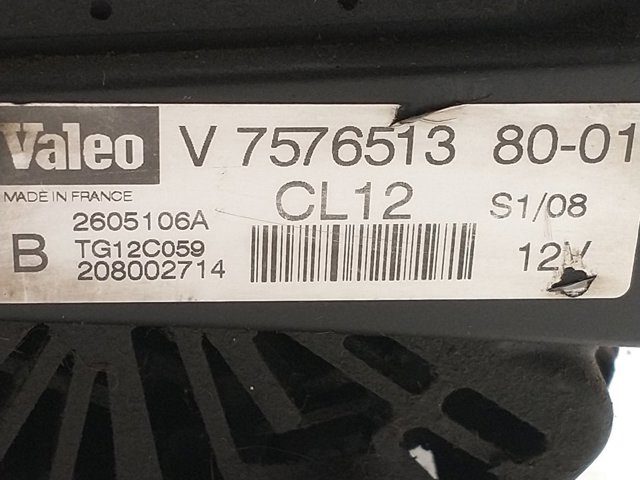 Valeo V 7576513 80-01
MADE IN FRANCE CL12 S1/08
2605106A
B TG12C059 12V
208002714